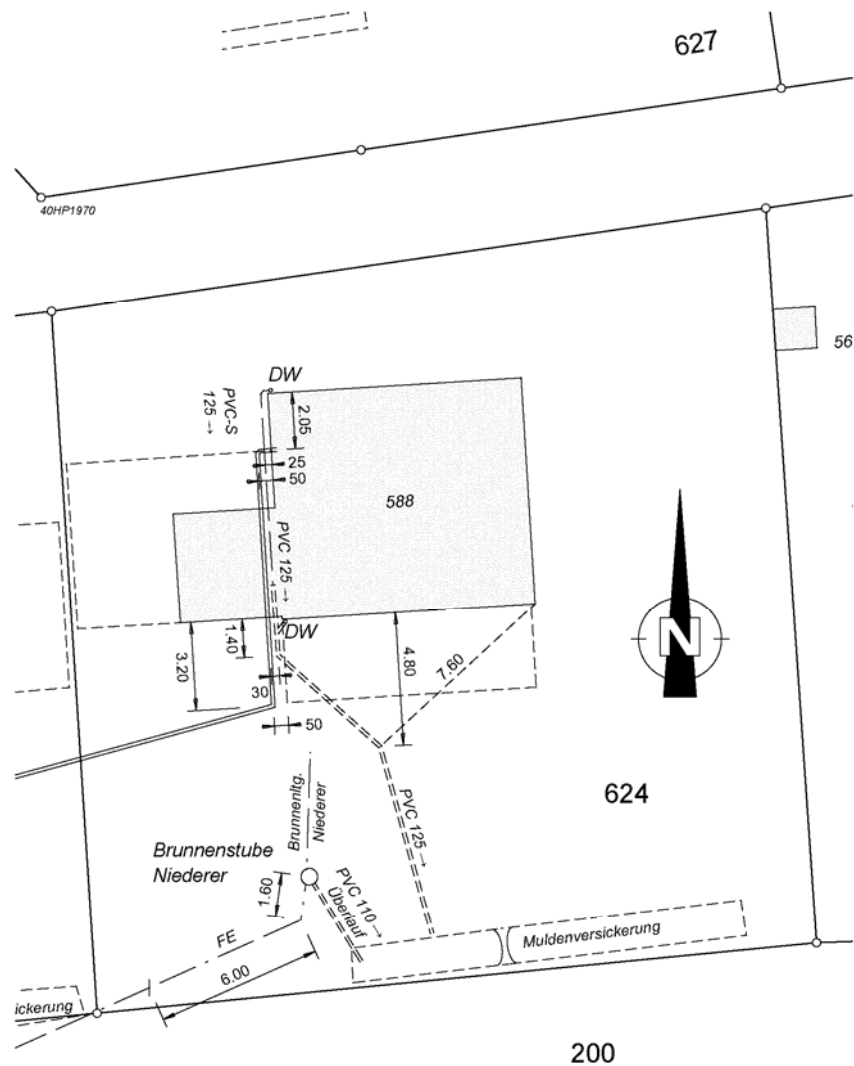 627
40HP1970
56
DW
PVC-S
125 →
2.05
25
50
588
PVC 125 →
DW
1.40
3.20
4.80
7.60
30
50
N
Brunnenltg.
Niederer
624
PVC 125 →
Brunnenstube
Niederer
1.60
PVC 110 →
Überlauf
FE
6.00
Muldenversickerung
ickerung
200